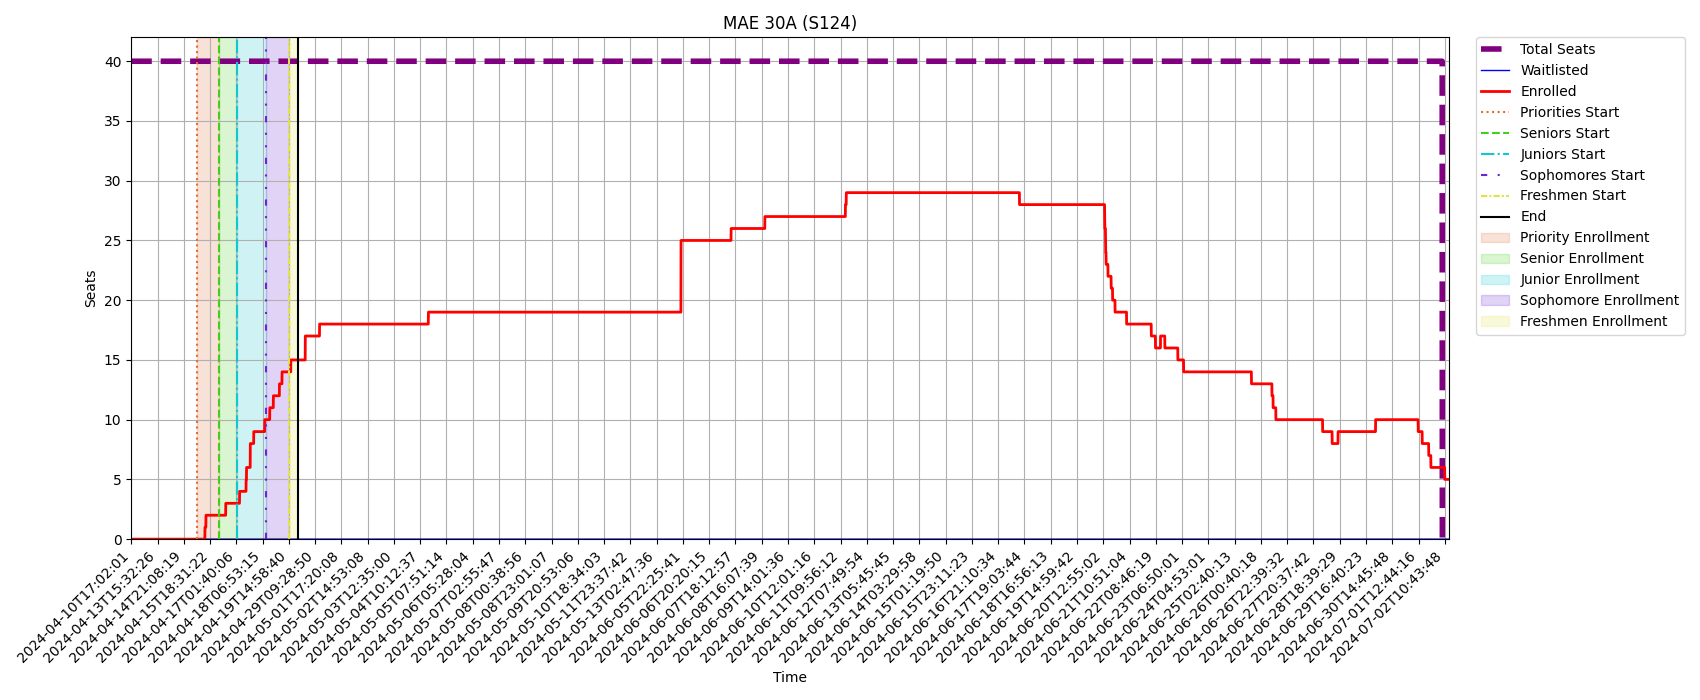 MAE 30A (S124)
Total Seats
Waitlisted
Enrolled
Priorities Start
Seniors Start
Juniors Start
Sophomores Start
Freshmen Start
End
Priority Enrollment
Senior Enrollment
Junior Enrollment
Sophomore Enrollment
Freshmen Enrollment
Seats
40
35
30
25
20
15
10
5
0
2024-04-10T17:02:01
2024-04-13T15:32:26
2024-04-14T21:08:19
2024-04-15T18:31:22
2024-04-17T01:40:06
2024-04-18T06:53:15
2024-04-19T14:58:40
2024-04-29T09:28:50
2024-05-01T17:20:08
2024-05-02T14:53:08
2024-05-03T12:35:00
2024-05-04T10:12:37
2024-05-05T07:51:14
2024-05-06T05:28:04
2024-05-07T02:55:47
2024-05-08T00:38:56
2024-05-08T23:01:07
2024-05-09T20:53:06
2024-05-10T18:34:03
2024-05-11T23:37:42
2024-05-13T02:47:36
2024-06-05T22:25:41
2024-06-06T20:20:15
2024-06-07T18:12:57
2024-06-08T16:07:39
2024-06-09T14:01:36
2024-06-10T12:01:16
2024-06-11T09:56:12
2024-06-12T07:49:54
2024-06-13T05:45:45
2024-06-14T03:29:58
2024-06-15T01:19:50
2024-06-15T23:11:23
2024-06-16T21:10:34
2024-06-17T19:03:44
2024-06-18T16:56:13
2024-06-19T14:59:42
2024-06-20T12:55:02
2024-06-21T10:51:04
2024-06-22T08:46:19
2024-06-23T06:50:01
2024-06-24T04:53:01
2024-06-25T02:40:13
2024-06-26T00:40:18
2024-06-26T22:39:32
2024-06-27T20:37:42
2024-06-28T18:39:29
2024-06-29T16:40:23
2024-06-30T14:45:48
2024-07-01T12:44:16
2024-07-02T10:43:48
Time